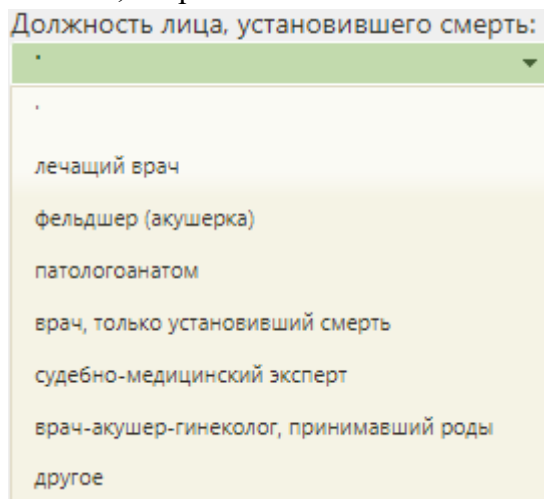 Должность лица, установившего смерть:
лечащий врач
фельдшер (акушерка)
патологоанатом
врач, только установивший смерть
судебно-медицинский эксперт
врач-акушер-гинеколог, принимавший роды
другое